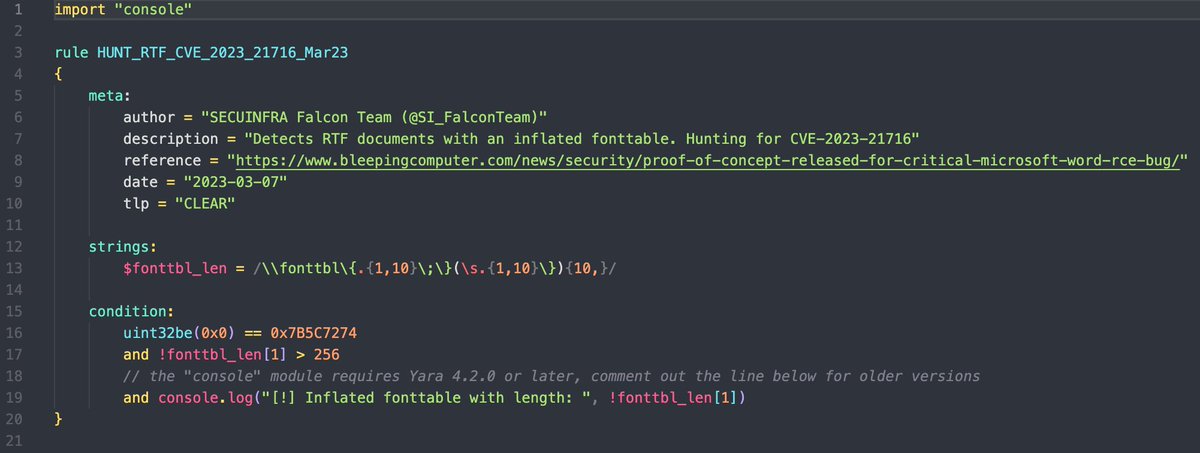 1 import "console"
2
3 rule HUNT_RTF_CVE_2023_21716_Mar23
4 {
5 meta:
6 author = "SECUINFRA Falcon Team (@SI_FalconTeam)"
7 description = "Detects RTF documents with an inflated fonttable. Hunting for CVE-2023-21716"
8 reference = "https://www.bleepingcomputer.com/news/security/proof-of-concept-released-for-critical-microsoft-word-rce-bug/"
9 date = "2023-03-07"
10 tlp = "CLEAR"
11
12 strings:
13 $fonttbl_len = /\\fonttbl\{.{1,10}\;\}(\s.{1,10}\}){10,}/
14
15 condition:
16 uint32be(0x0) == 0x7B5C7274
17 and !fonttbl_len[1] > 256
18 // the "console" module requires Yara 4.2.0 or later, comment out the line below for older versions
19 and console.log("[!] Inflated fonttable with length: ", !fonttbl_len[1])
20 }
21